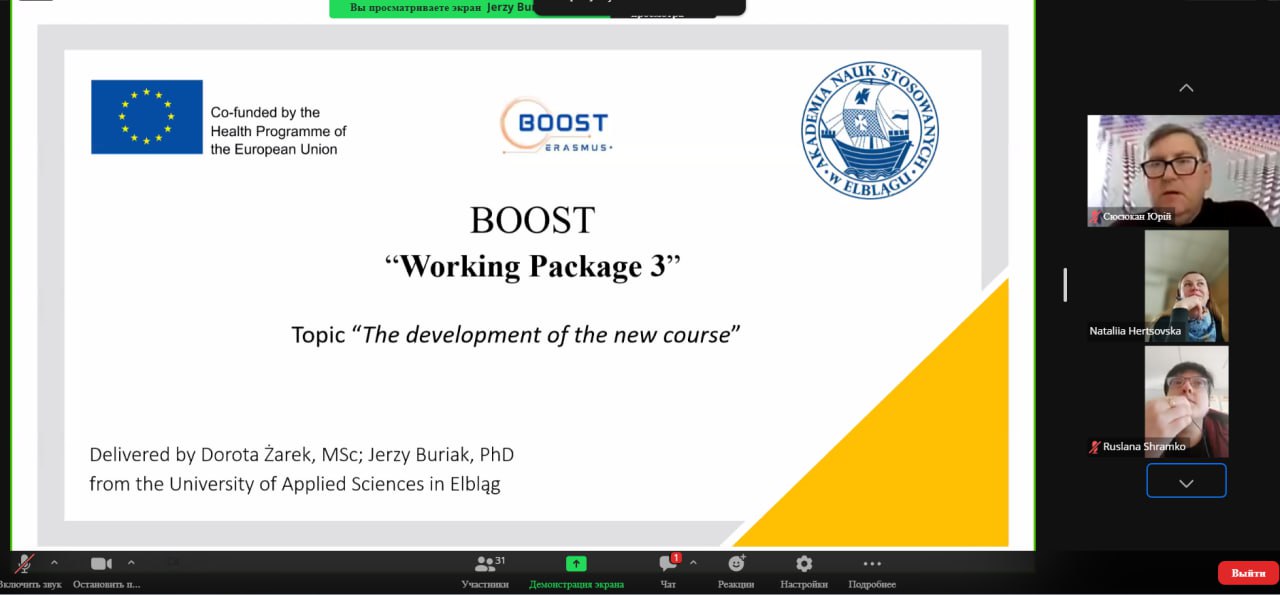 Вы просматриваете экран Jerzy Bu
Co-funded by the
Health Programme of
the European Union
BOOST
ERASMUS+
AKADEMIA NAUK STOSOWANYCH
W ELBLĄGU
BOOST
“Working Package 3”
Topic “The development of the new course”
Delivered by Dorota Żarek, MSc; Jerzy Buriak, PhD
from the University of Applied Sciences in Elbląg
Сюсюкан Юрій
Nataliia Hertsovska
Ruslana Shramko
Включить звук
Остановить п...
31
Участники
Демонстрация экрана
1
Чат
Реакции
Настройки
Подробнее
Выйти